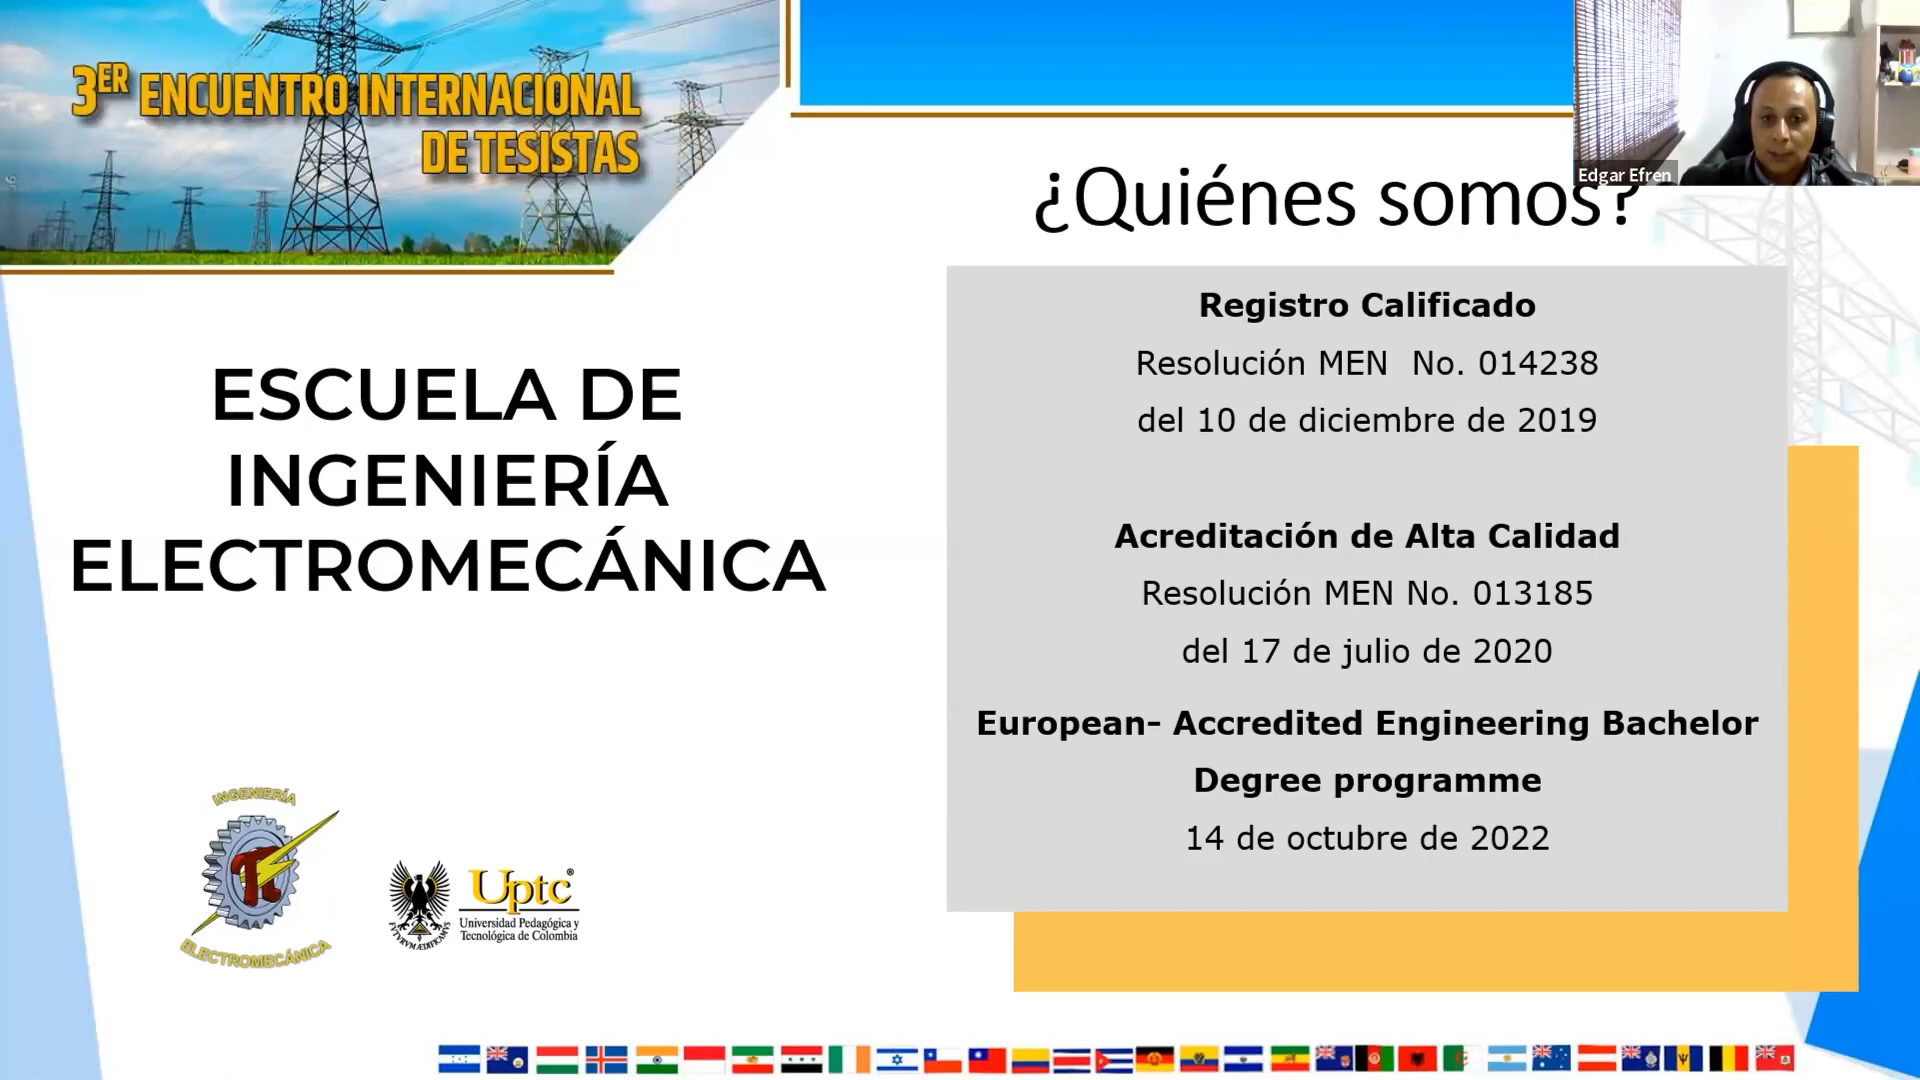 3ER ENCUENTRO INTERNACIONAL
DE TESISTAS
Edgar Efren
¿Quiénes somos?
ESCUELA DE
INGENIERÍA
ELECTROMECÁNICA
Registro Calificado
Resolución MEN No. 014238
del 10 de diciembre de 2019
Acreditación de Alta Calidad
Resolución MEN No. 013185
del 17 de julio de 2020
European- Accredited Engineering Bachelor
Degree programme
14 de octubre de 2022
INGENIERÍA
ELECTROMECÁNICA
Uptc®
Universidad Pedagógica y
Tecnológica de Colombia